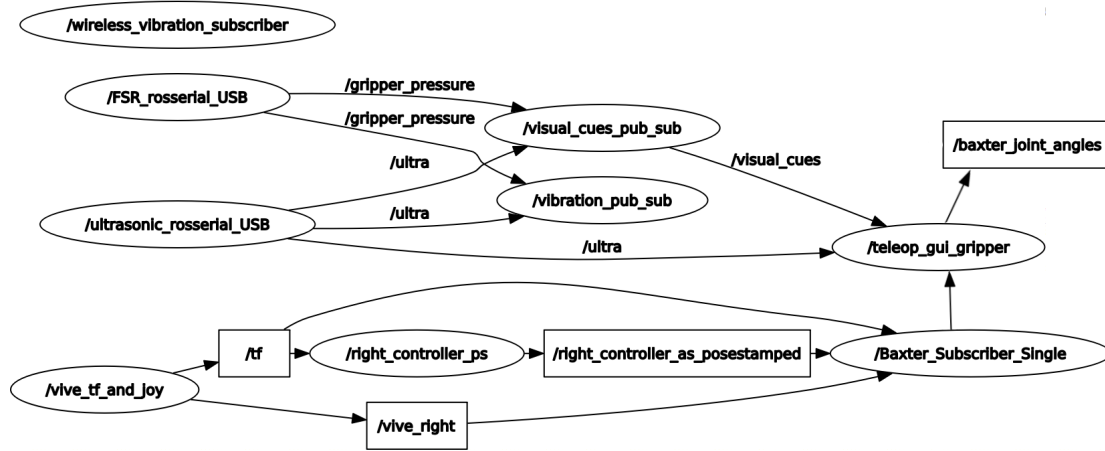 /wireless_vibration_subscriber
/FSR_rosserial_USB
/gripper_pressure
/gripper_pressure
/visual_cues_pub_sub
/baxter_joint_angles
/ultra
/visual_cues
/vibration_pub_sub
/ultrasonic_rosserial_USB
/ultra
/ultra
/teleop_gui_gripper
/tf
/right_controller_ps
/right_controller_as_posestamped
/Baxter_Subscriber_Single
/vive_tf_and_joy
/vive_right